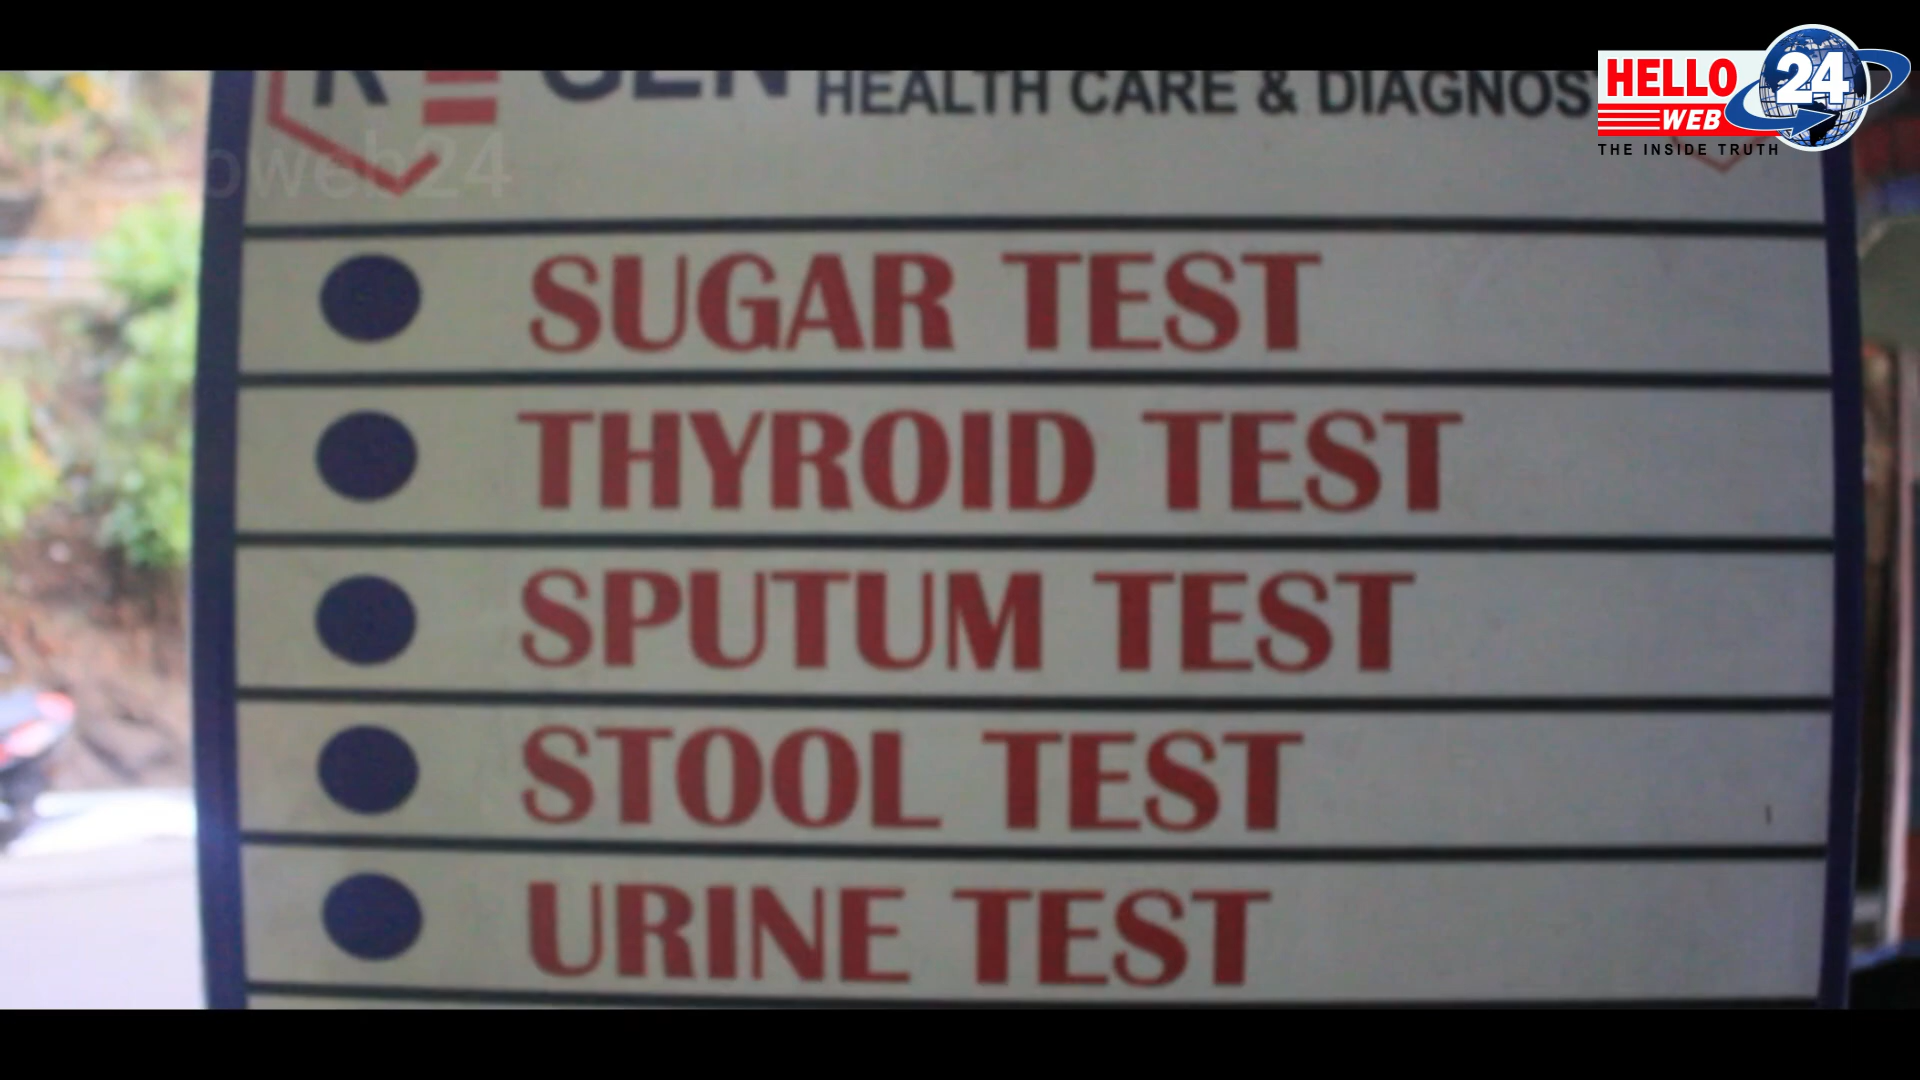 HEALTH CARE & DIAGNOS
HELLO
WEB
24
THE INSIDE TRUTH
web24
SUGAR TEST
THYROID TEST
SPUTUM TEST
STOOL TEST
URINE TEST